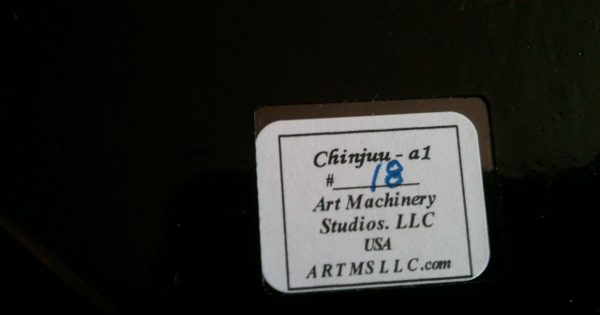 Chinjuu - a1
# 18
Art Machinery
Studios. LLC
USA
ARTMSLLC.com